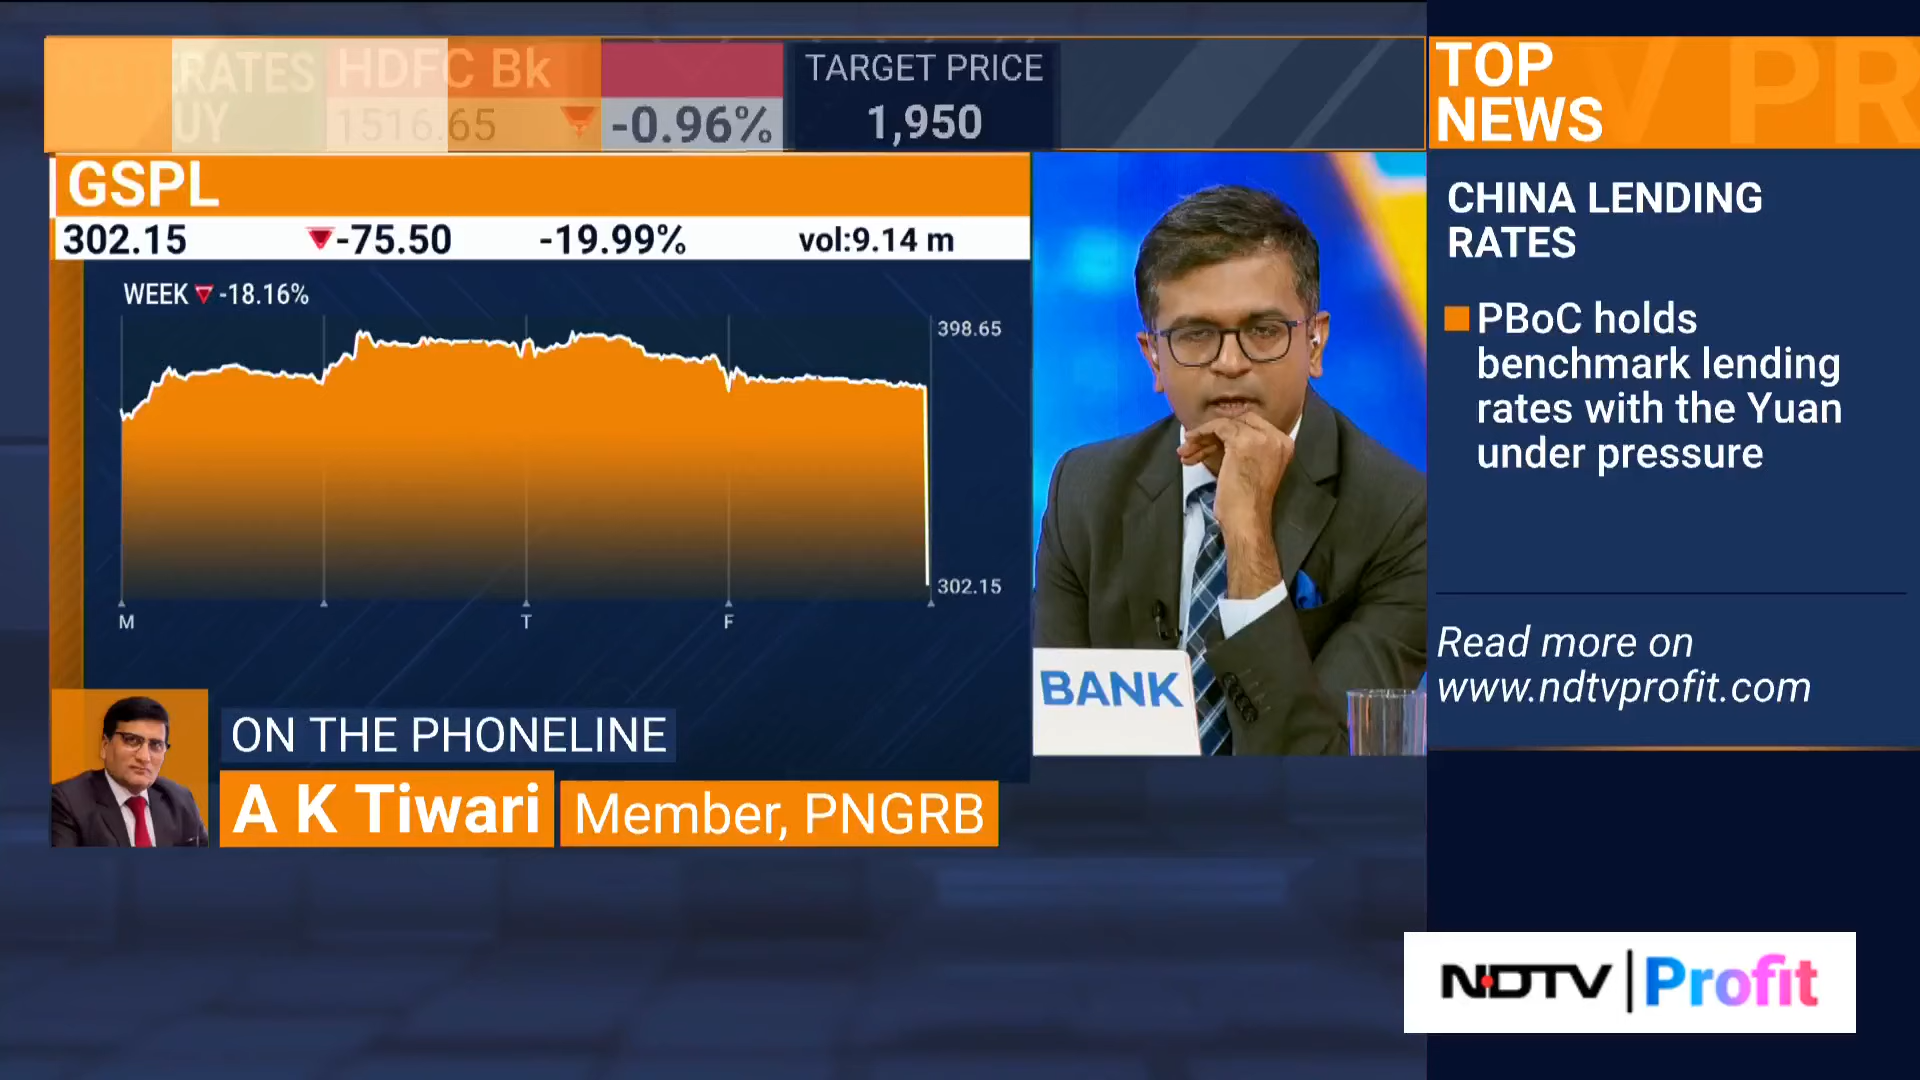 RATES
UY
HDFC Bk
1516.65
-0.96%
TARGET PRICE
1,950
GSPL
302.15
-75.50
-19.99%
vol:9.14 m
WEEK
-18.16%
398.65
302.15
M
T
F
BANK
ON THE PHONELINE
A K Tiwari
Member, PNGRB
TOP
NEWS
CHINA LENDING
RATES
PBoC holds
benchmark lending
rates with the Yuan
under pressure
Read more on
www.ndtvprofit.com
NDTV
Profit